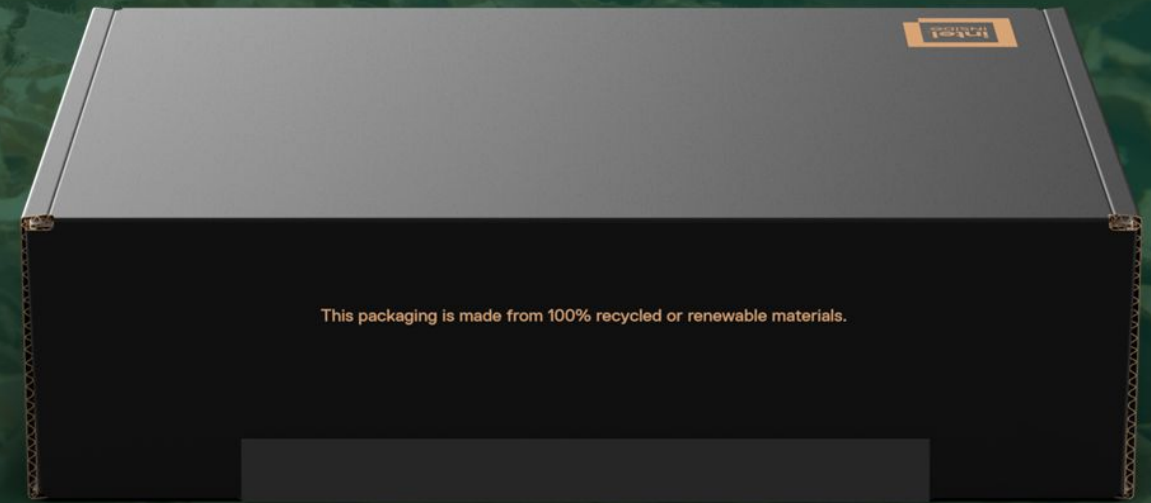 intel
INSIDE
This packaging is made from 100% recycled or renewable materials.